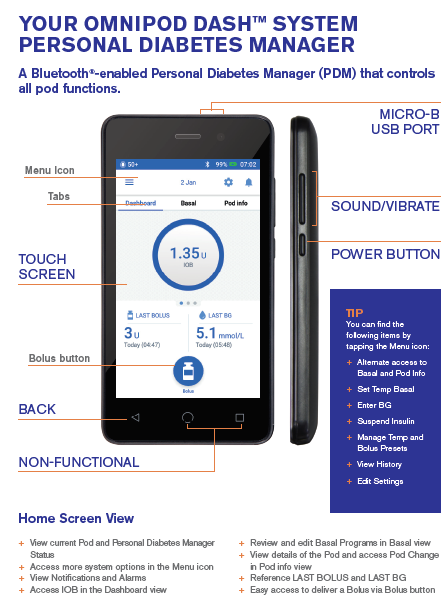 YOUR OMNIPOD DASH™ SYSTEM
PERSONAL DIABETES MANAGER
A Bluetooth®-enabled Personal Diabetes Manager (PDM) that controls
all pod functions.
MICRO-B
USB PORT
Menu Icon
Tabs
SOUND/VIBRATE
POWER BUTTON
TOUCH
SCREEN
Bolus button
BACK
NON-FUNCTIONAL
50+
99%
07:02
2 Jan
Dashboard
Basal
Pod info
1.35 U
IOB
LAST BOLUS
LAST BG
3 U
5.1 mmol/L
Today (04:47)
Today (05:48)
Bolus
TIP
You can find the
following items by
tapping the Menu icon:
+ Alternate access to
Basal and Pod Info
+ Set Temp Basal
+ Enter BG
+ Suspend Insulin
+ Manage Temp and
Bolus Presets
+ View History
+ Edit Settings
Home Screen View
+ View current Pod and Personal Diabetes Manager
Status
+ Access more system options in the Menu icon
+ View Notifications and Alarms
+ Access IOB in the Dashboard view
+ Review and edit Basal Programs in Basal view
+ View details of the Pod and access Pod Change
in Pod info view
+ Reference LAST BOLUS and LAST BG
+ Easy access to deliver a Bolus via Bolus button